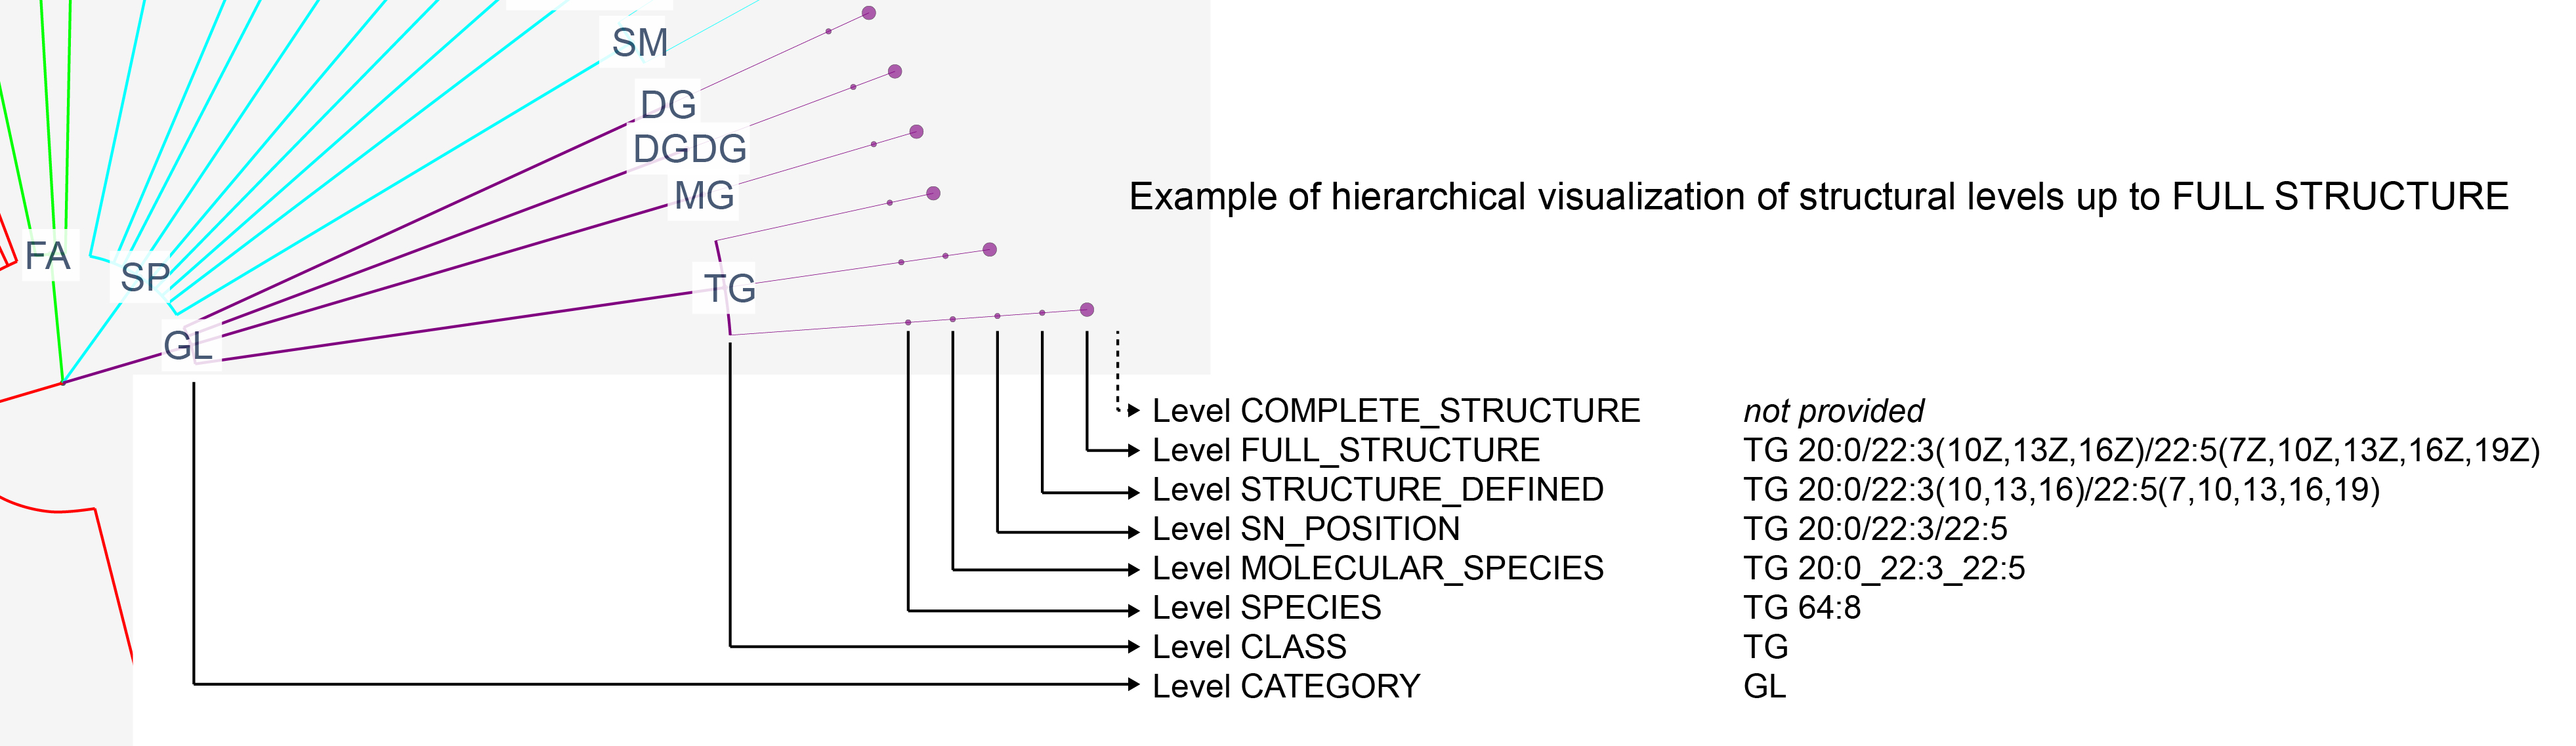 SM
DG
DGDG
MG
Example of hierarchical visualization of structural levels up to FULL STRUCTURE
FA
SP
TG
GL
Level COMPLETE_STRUCTURE not provided
Level FULL_STRUCTURE TG 20:0/22:3(10Z,13Z,16Z)/22:5(7Z,10Z,13Z,16Z,19Z)
Level STRUCTURE_DEFINED TG 20:0/22:3(10,13,16)/22:5(7,10,13,16,19)
Level SN_POSITION TG 20:0/22:3/22:5
Level MOLECULAR_SPECIES TG 20:0_22:3_22:5
Level SPECIES TG 64:8
Level CLASS TG
Level CATEGORY GL